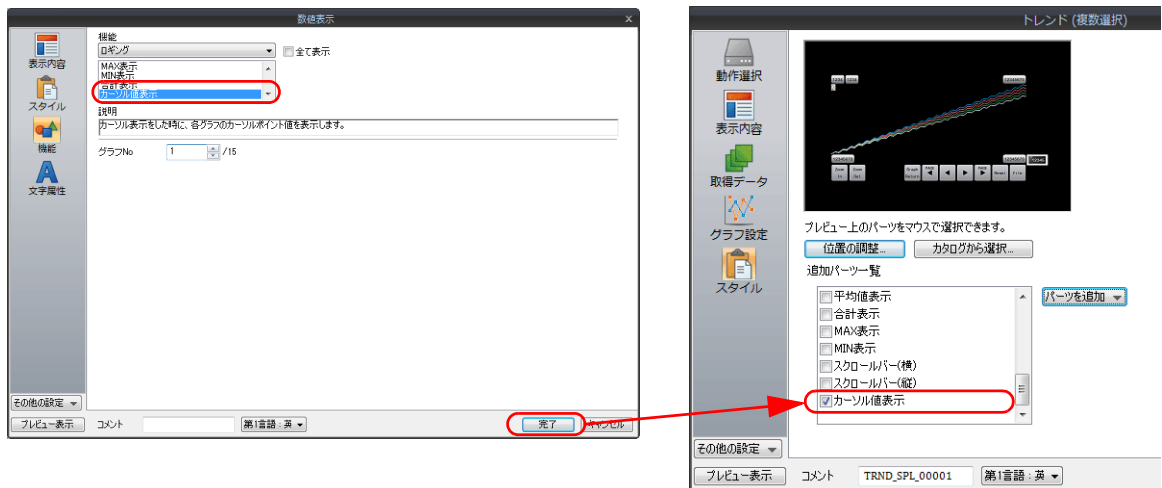 数値表示
x
表示内容
スタイル
機能
文字属性
その他の設定
機能
ロギング
全て表示
MAX表示
MIN表示
合計表示
カーソル値表示
説明
カーソル表示をした時に、各グラフのカーソルポイント値を表示します。
グラフNo 1 /15
プレビュー表示 コメント 第1言語:英 完了 キャンセル
トレンド (複数選択)
動作選択
表示内容
取得データ
グラフ設定
スタイル
その他の設定
プレビュー上のパーツをマウスで選択できます。
位置の調整... カタログから選択...
追加パーツ一覧
平均値表示
合計表示
MAX表示
MIN表示
スクロールバー(横)
スクロールバー(縦)
カーソル値表示
パーツを追加
プレビュー表示 コメント TRND_SPL_00001 第1言語:英